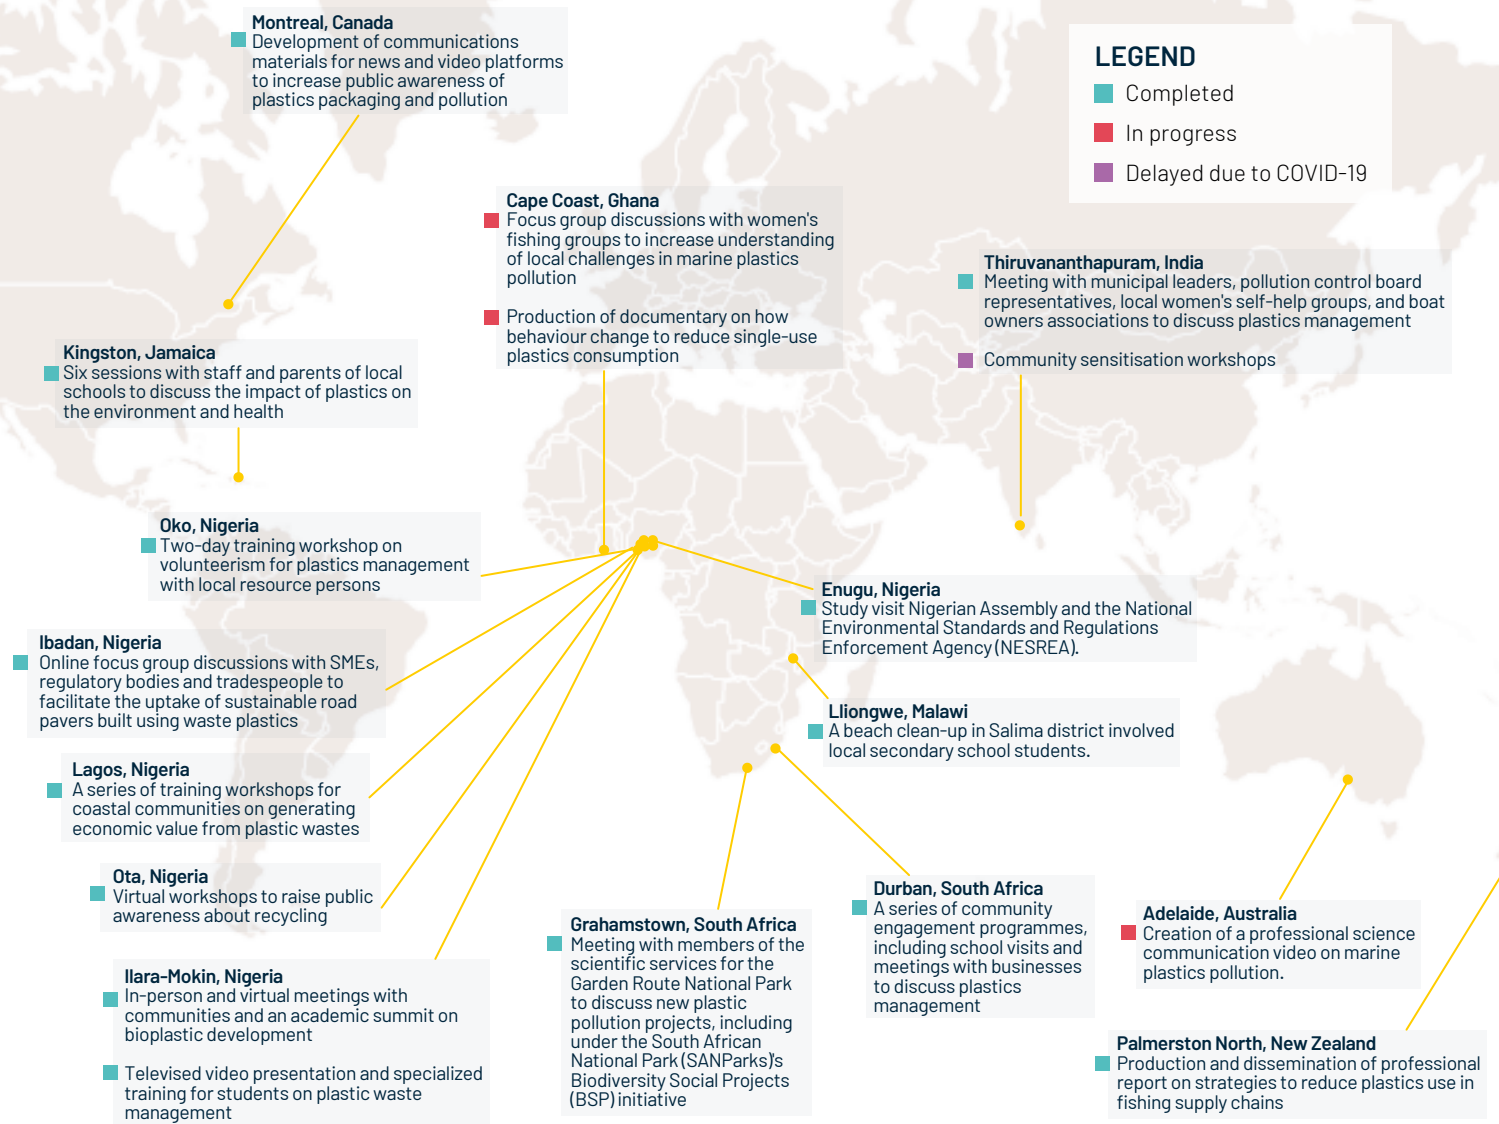 Montreal, Canada
Development of communications
materials for news and video platforms
to increase public awareness of
plastics packaging and pollution
LEGEND
Completed
In progress
Delayed due to COVID-19
Cape Coast, Ghana
Focus group discussions with women's
fishing groups to increase understanding
of local challenges in marine plastics
pollution
Production of documentary on how
behaviour change to reduce single-use
plastics consumption
Thiruvananthapuram, India
Meeting with municipal leaders, pollution control board
representatives, local women's self-help groups, and boat
owners associations to discuss plastics management
Community sensitisation workshops
Kingston, Jamaica
Six sessions with staff and parents of local
schools to discuss the impact of plastics on
the environment and health
Oko, Nigeria
Two-day training workshop on
volunteerism for plastics management
with local resource persons
Enugu, Nigeria
Study visit Nigerian Assembly and the National
Environmental Standards and Regulations
Enforcement Agency (NESREA).
Ibadan, Nigeria
Online focus group discussions with SMEs,
regulatory bodies and tradespeople to
facilitate the uptake of sustainable road
pavers built using waste plastics
Lliongwe, Malawi
A beach clean-up in Salima district involved
local secondary school students.
Lagos, Nigeria
A series of training workshops for
coastal communities on generating
economic value from plastic wastes
Ota, Nigeria
Virtual workshops to raise public
awareness about recycling
Ilara-Mokin, Nigeria
In-person and virtual meetings with
communities and an academic summit on
bioplastic development
Televised video presentation and specialized
training for students on plastic waste
management
Grahamstown, South Africa
Meeting with members of the
scientific services for the
Garden Route National Park
to discuss new plastic
pollution projects, including
under the South African
National Park (SANParks)'s
Biodiversity Social Projects
(BSP) initiative
Durban, South Africa
A series of community
engagement programmes,
including school visits and
meetings with businesses
to discuss plastics
management
Adelaide, Australia
Creation of a professional science
communication video on marine
plastics pollution.
Palmerston North, New Zealand
Production and dissemination of professional
report on strategies to reduce plastics use in
fishing supply chains